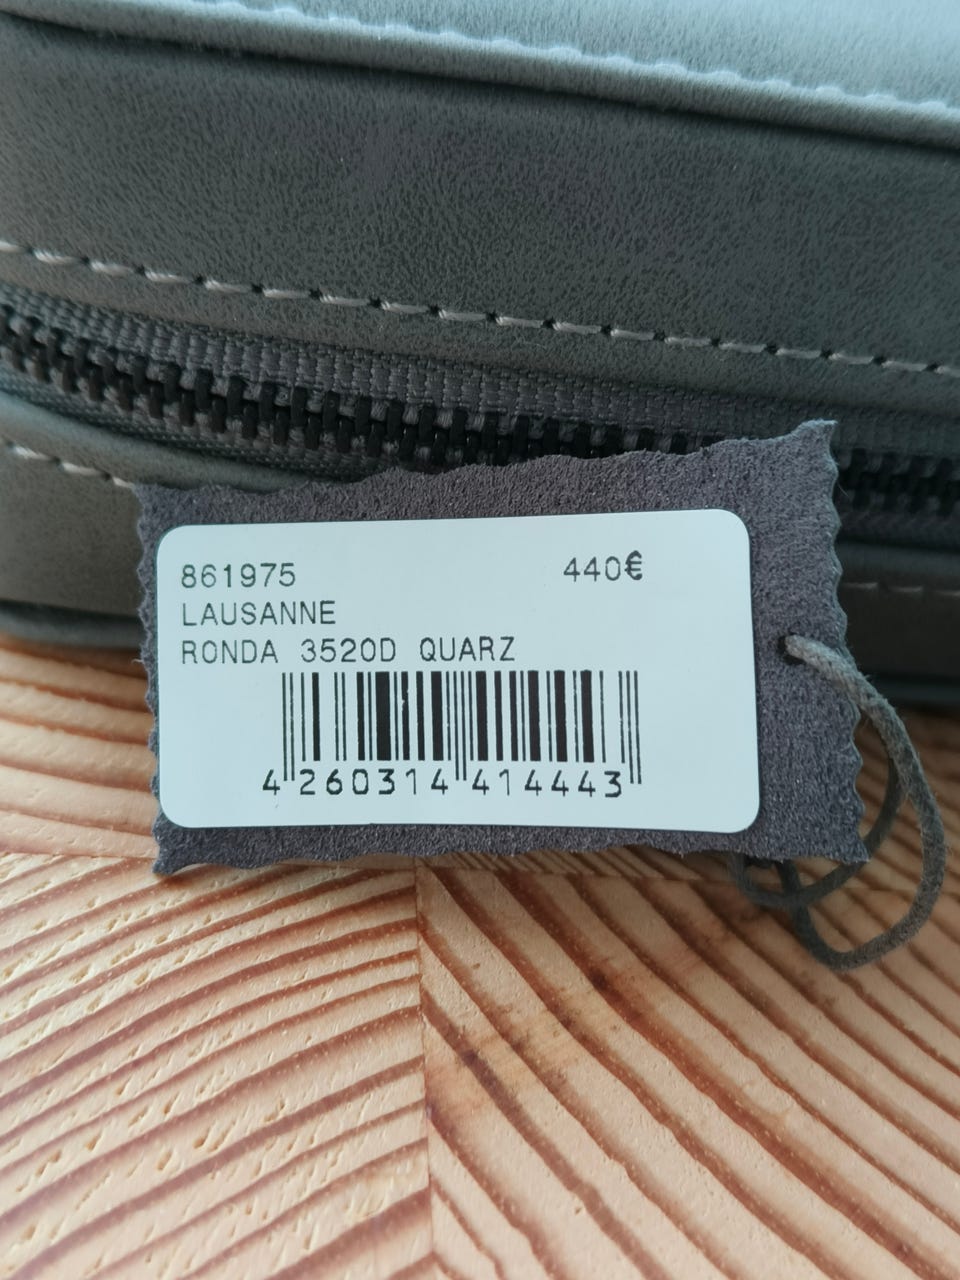 861975 440€
LAUSANNE
RONDA 3520D QUARZ
4 260314 414443